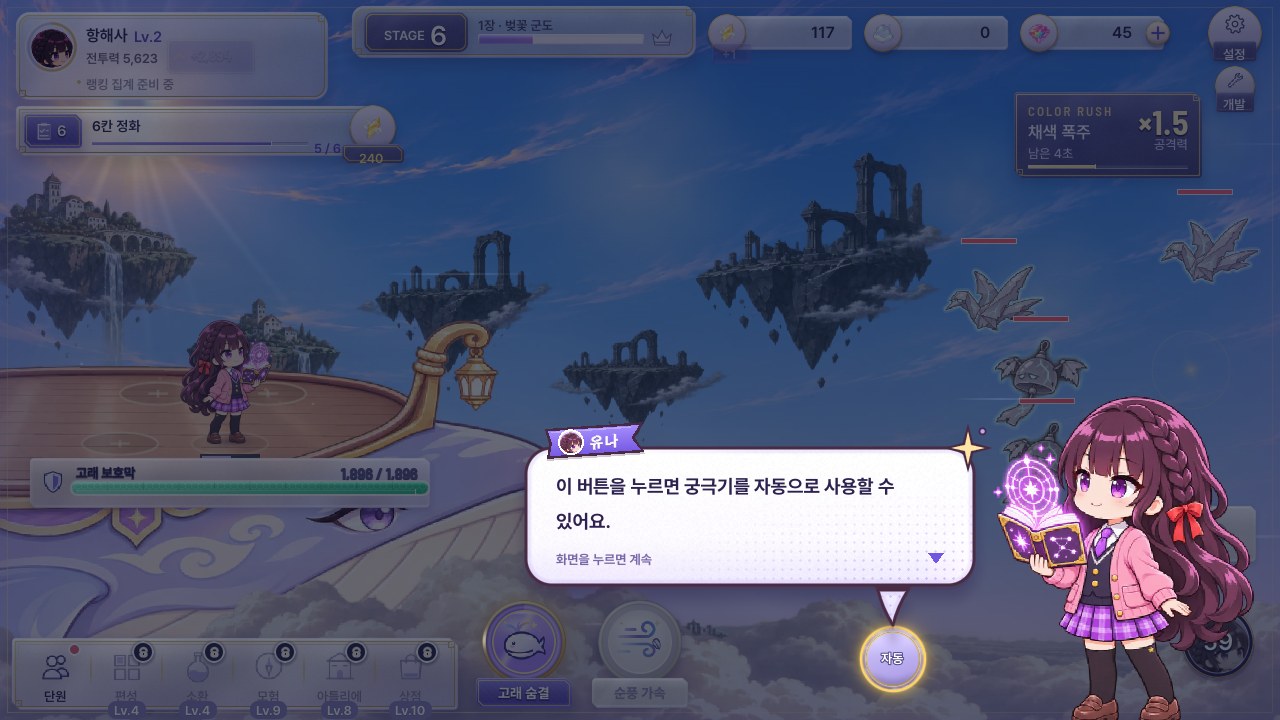 항해사 Lv.2
전투력 5,623
* 랭킹 집계 준비 중
STAGE 6
1장 · 벚꽃 군도
117
+1
0
45
설정
개발
6
6칸 정화
5 / 6
240
COLOR RUSH
채색 폭주
×1.5
공격력
남은 4초
고래 보호막
1,896 / 1,896
유나
이 버튼을 누르면 궁극기를 자동으로 사용할 수
있어요.
화면을 누르면 계속
자동
59
고래 숨결
순풍 가속
단원
편성
소환
모험
아틀리에
상점
Lv.4
Lv.4
Lv.9
Lv.8
Lv.10